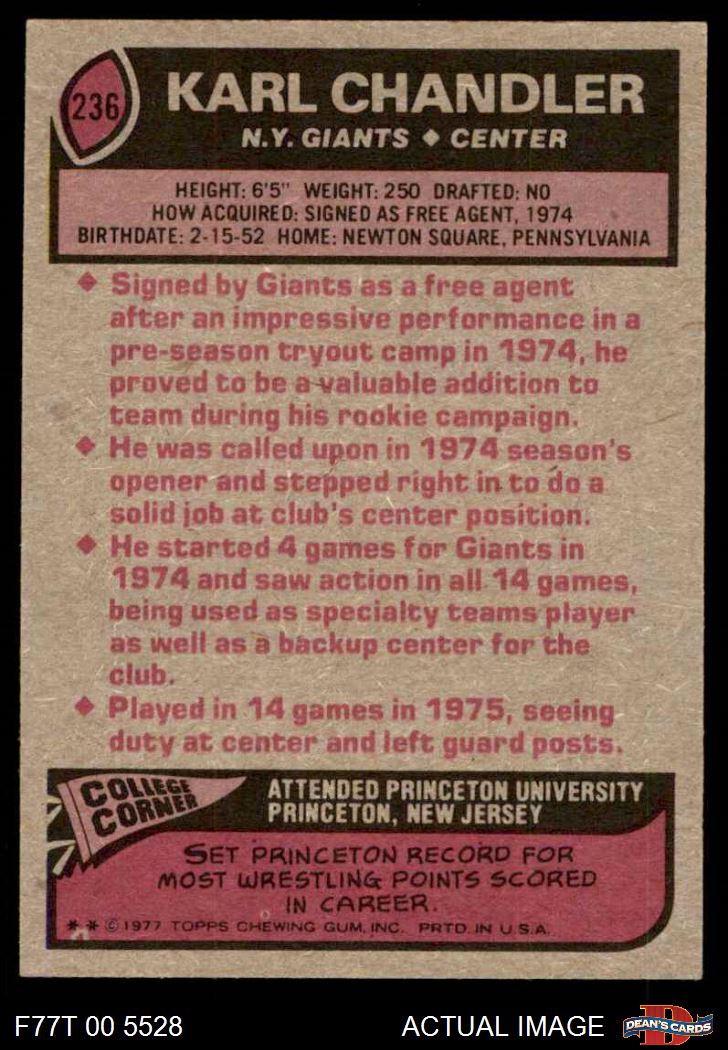 236
KARL CHANDLER
N.Y. GIANTS ◆ CENTER
HEIGHT: 6'5" WEIGHT: 250 DRAFTED: NO
HOW ACQUIRED: SIGNED AS FREE AGENT, 1974
BIRTHDATE: 2-15-52 HOME: NEWTON SQUARE, PENNSYLVANIA
◆ Signed by Giants as a free agent
after an impressive performance in a
pre-season tryout camp in 1974, he
proved to be a valuable addition to
team during his rookie campaign.
◆ He was called upon in 1974 season's
opener and stepped right in to do a
solid job at club's center position.
◆ He started 4 games for Giants in
1974 and saw action in all 14 games,
being used as specialty teams player
as well as a backup center for the
club.
◆ Played in 14 games in 1975, seeing
duty at center and left guard posts.
COLLEGE
CORNER
ATTENDED PRINCETON UNIVERSITY
PRINCETON, NEW JERSEY
SET PRINCETON RECORD FOR
MOST WRESTLING POINTS SCORED
IN CAREER.
* * © 1977 TOPPS CHEWING GUM, INC. PRTD. IN U.S.A.
F77T 00 5528
ACTUAL IMAGE
D
DEAN'S CARDS